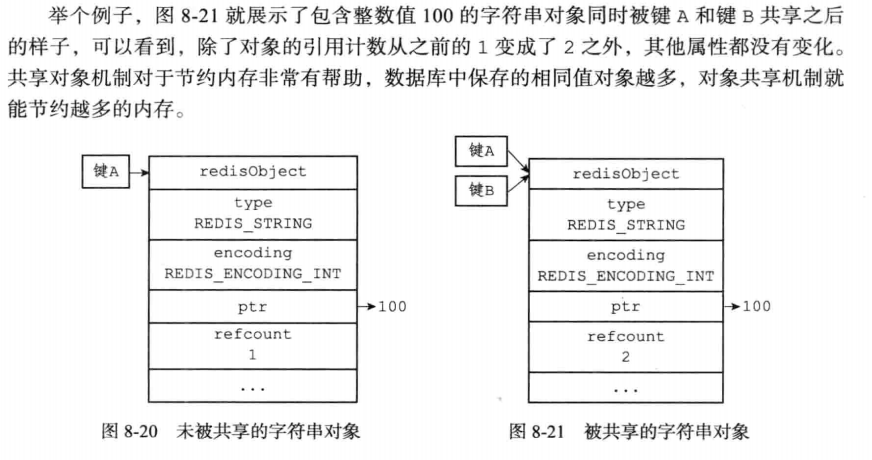 举个例子，图 8-21 就展示了包含整数值 100 的字符串对象同时被键 A 和键 B 共享之后
的样子，可以看到，除了对象的引用计数从之前的 1 变成了 2 之外，其他属性都没有变化。
共享对象机制对于节约内存非常有帮助，数据库中保存的相同值对象越多，对象共享机制就
能节约越多的内存。
键A
redisObject
type
REDIS_STRING
encoding
REDIS_ENCODING_INT
ptr
100
refcount
1
...
图 8-20 未被共享的字符串对象
键A
键B
redisObject
type
REDIS_STRING
encoding
REDIS_ENCODING_INT
ptr
100
refcount
2
...
图 8-21 被共享的字符串对象